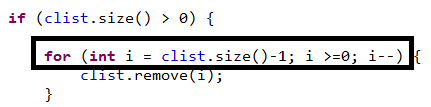 if (clist.size() > 0) {
for (int i = clist.size()-1; i >=0; i--) {
clist.remove(i);
}